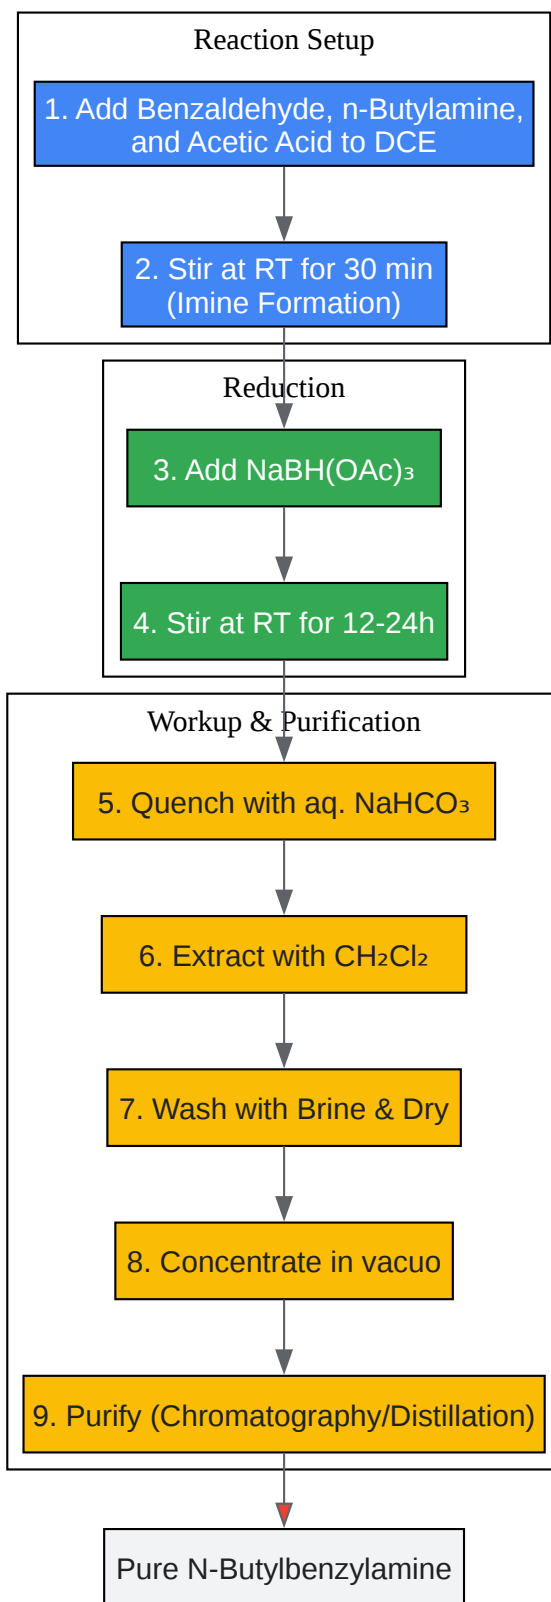 Reaction Setup
1. Add Benzaldehyde, n-Butylamine,
and Acetic Acid to DCE
2. Stir at RT for 30 min
(Imine Formation)
Reduction
3. Add NaBH(OAc)₃
4. Stir at RT for 12-24h
Workup & Purification
5. Quench with aq. NaHCO₃
6. Extract with CH₂Cl₂
7. Wash with Brine & Dry
8. Concentrate in vacuo
9. Purify (Chromatography/Distillation)
Pure N-Butylbenzylamine